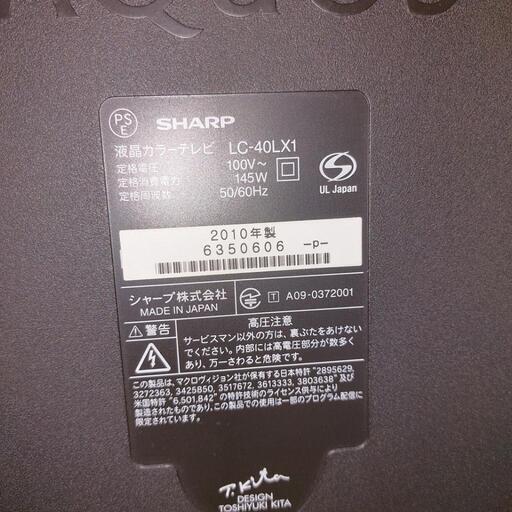 AQUOS
PS
E
SHARP
液晶カラーテレビ LC-40LX1
定格電圧 100V～
定格消費電力 145W
定格周波数 50/60Hz
S
UL Japan
2010年製
6350606 -p-
シャープ株式会社
MADE IN JAPAN
T A09-0372001
警告
高圧注意
サービスマン以外の方は、裏ぶたをあけない
でください。内部には高電圧部分が数多く
あり、万一さわると危険です。
この製品は、マクロヴィジョン社が保有する日本特許 "2895629,
3272363, 3425850, 3517672, 3613333, 3803638" 及び
米国特許 "6,501,842" の特許技術のライセンス供与により
製造されたもので、この製品での使用は一部のプログラム配信に
限定されています。
T. Kita
DESIGN
TOSHIYUKI KITA